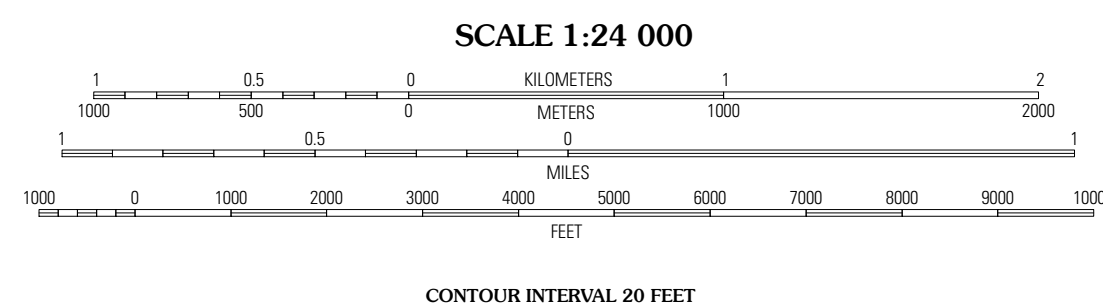 SCALE 1:24 000
1 0.5 0 KILOMETERS 1 2
1000 500 0 METERS 1000 2000
1 0.5 0 1
MILES
1000 0 1000 2000 3000 4000 5000 6000 7000 8000 9000 1000
FEET
CONTOUR INTERVAL 20 FEET